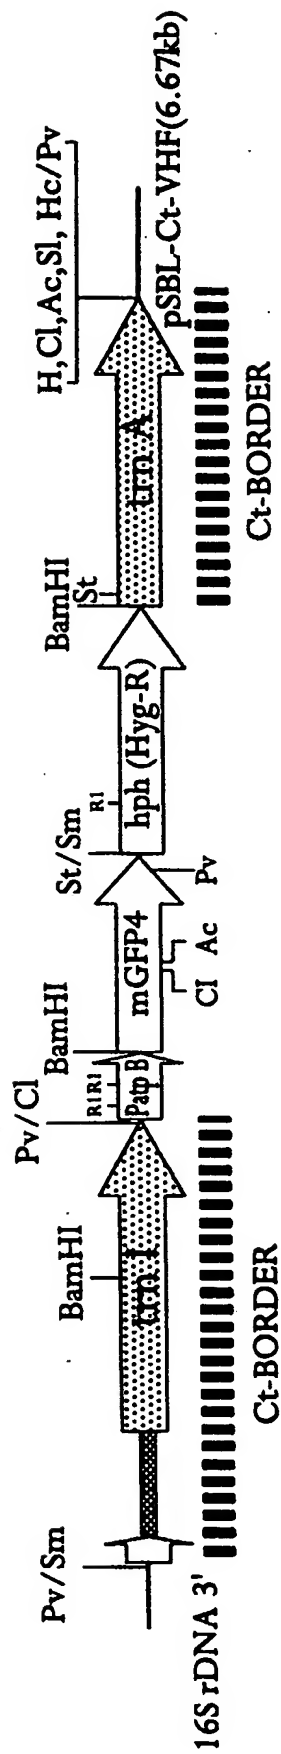 Pv/Sm
16S rDNA 3'
trn I
BamHI
Ct-BORDER
Pv/Cl
R1 R1
Patp B
BamHI
mGFP4
Cl
Ac
Pv
St/Sm
R1
hph (Hyg-R)
BamHI
St
trn A
Ct-BORDER
H,Cl,Ac,Sl, Hc/Pv
pSBL-Ct-VHF(6.67kb)